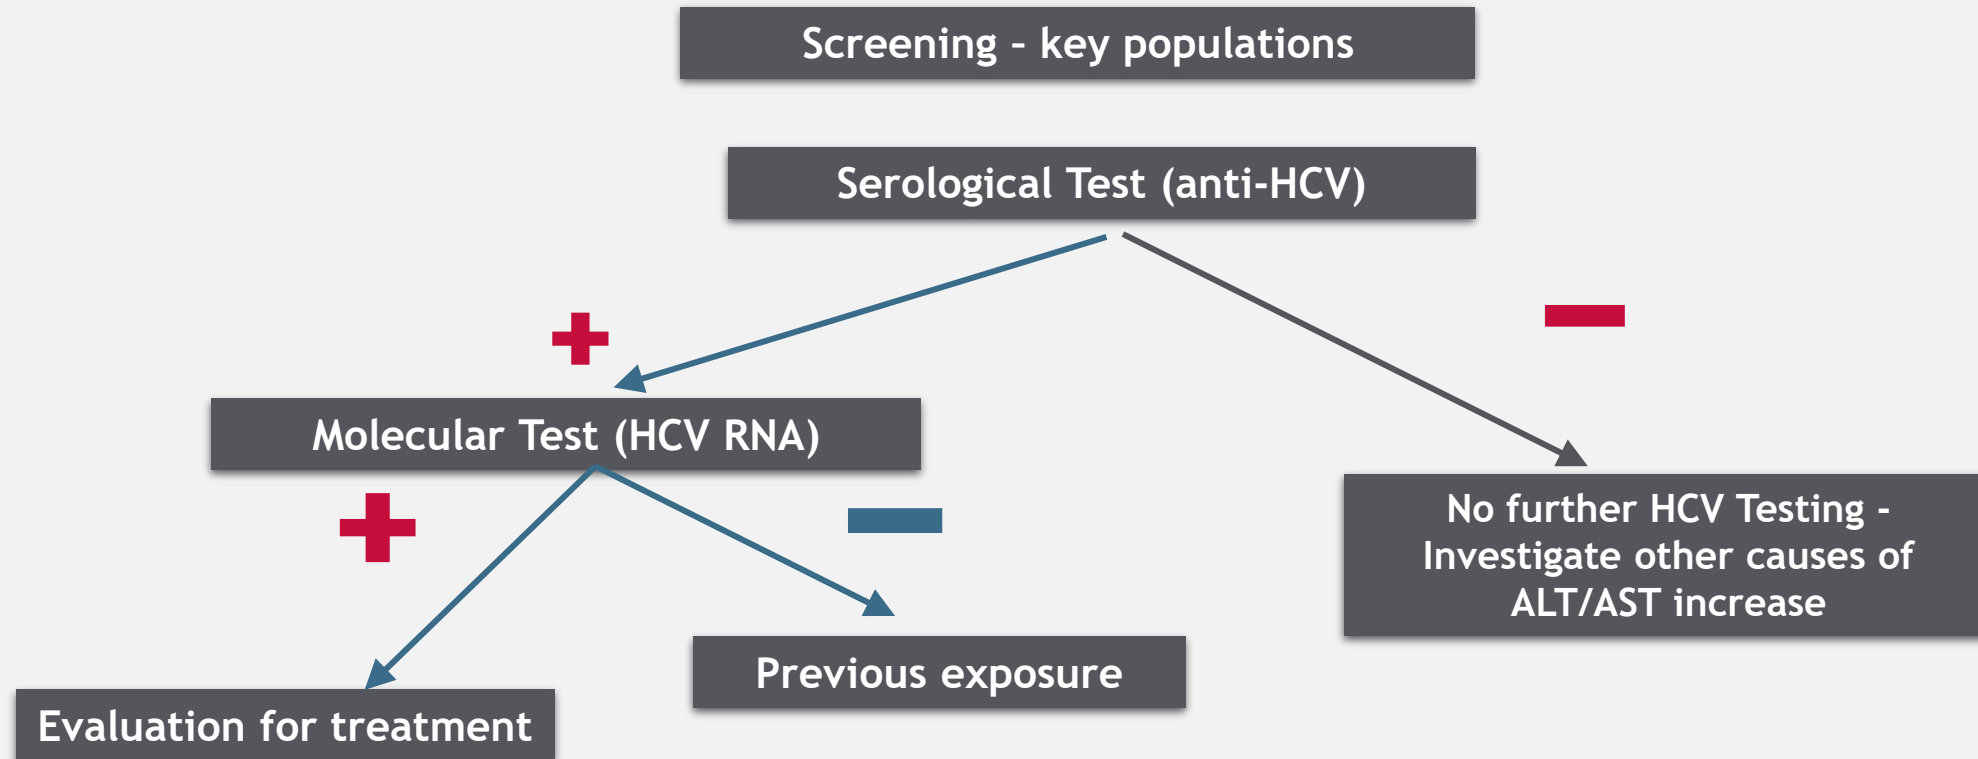 Screening – key populations
Serological Test (anti-HCV)
Molecular Test (HCV RNA)
No further HCV Testing -
Investigate other causes of
ALT/AST increase
Previous exposure
Evaluation for treatment